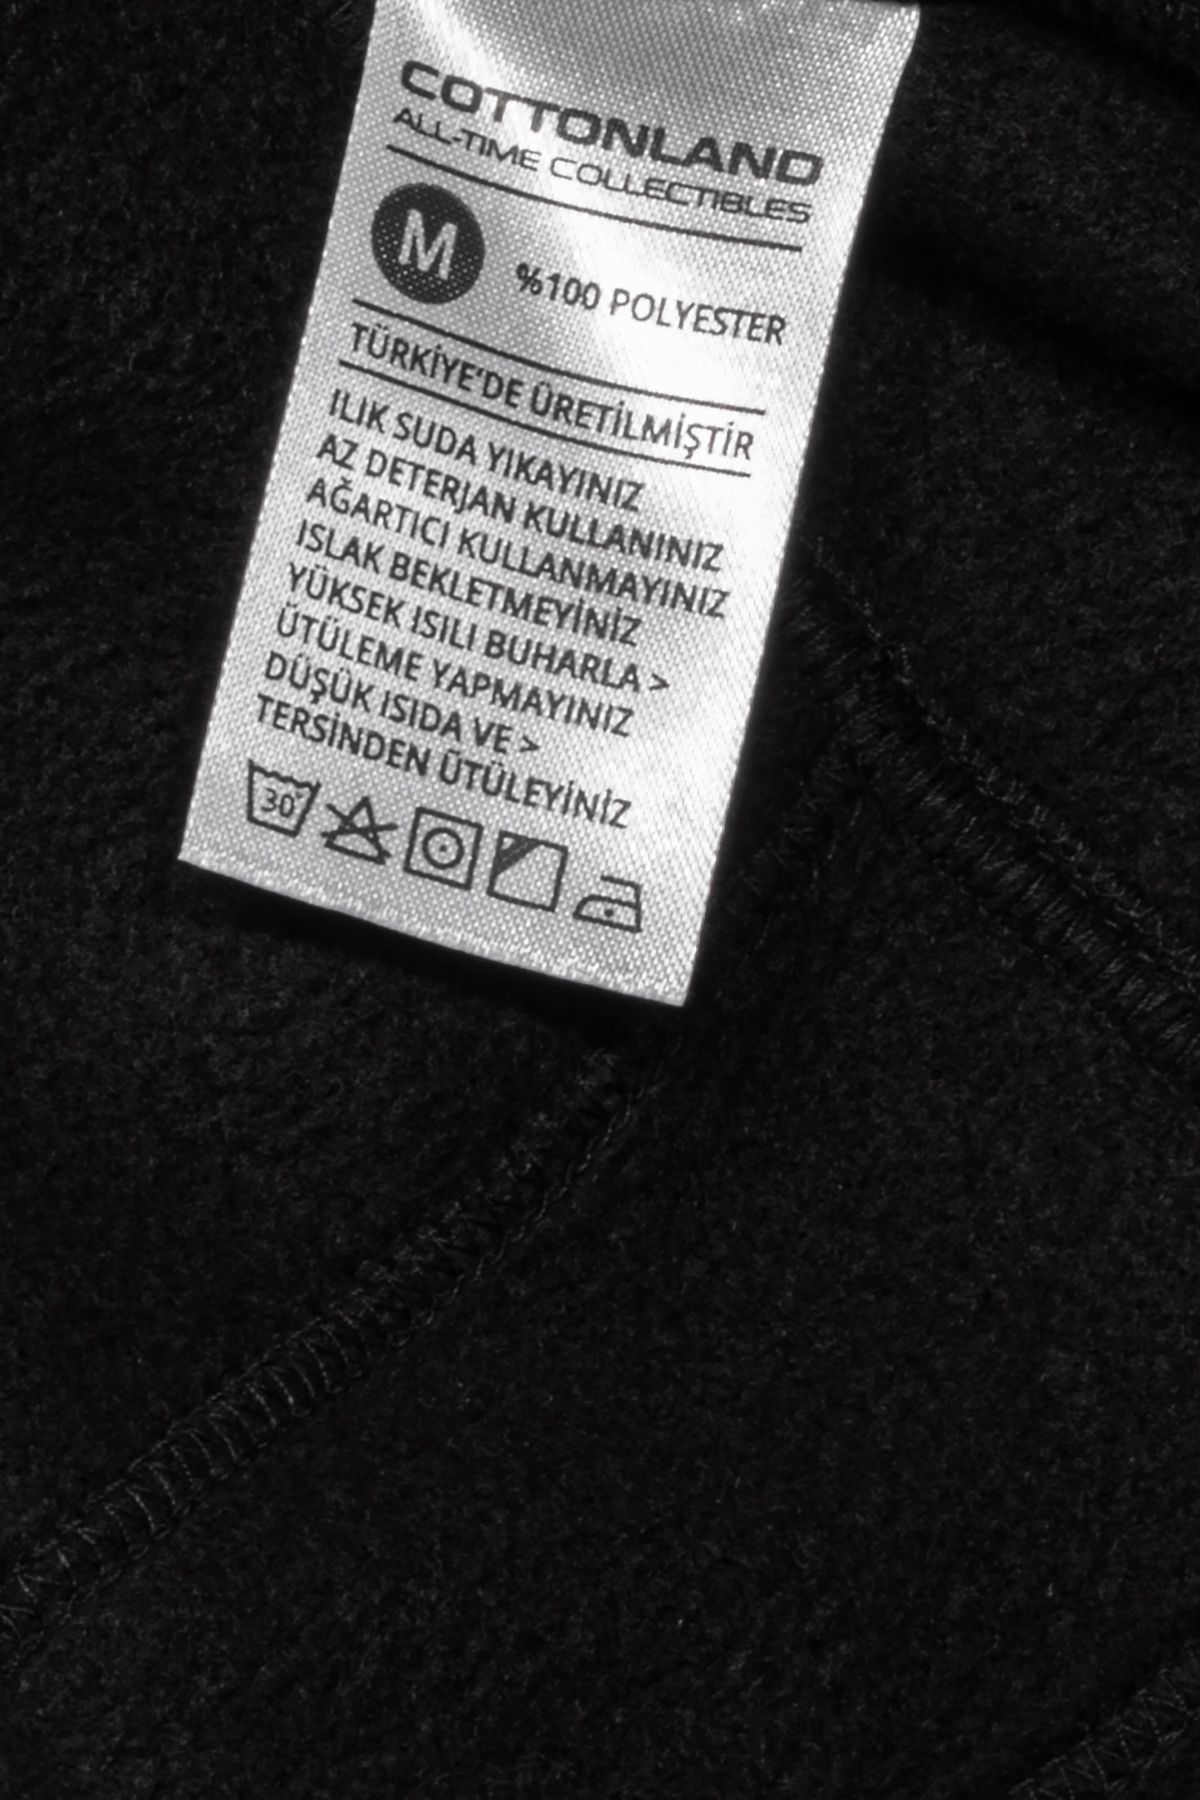 COTTONLAND
ALL-TIME COLLECTIBLES
M
%100 POLYESTER
TÜRKİYE'DE ÜRETİLMİŞTİR
ILIK SUDA YIKAYINIZ
AZ DETERJAN KULLANINIZ
AĞARTICI KULLANMAYINIZ
ISLAK BEKLETMEYİNİZ
YÜKSEK ISILI BUHARLA >
ÜTÜLEME YAPMAYINIZ
DÜŞÜK ISIDA VE >
TERSİNDEN ÜTÜLEYİNİZ
30°